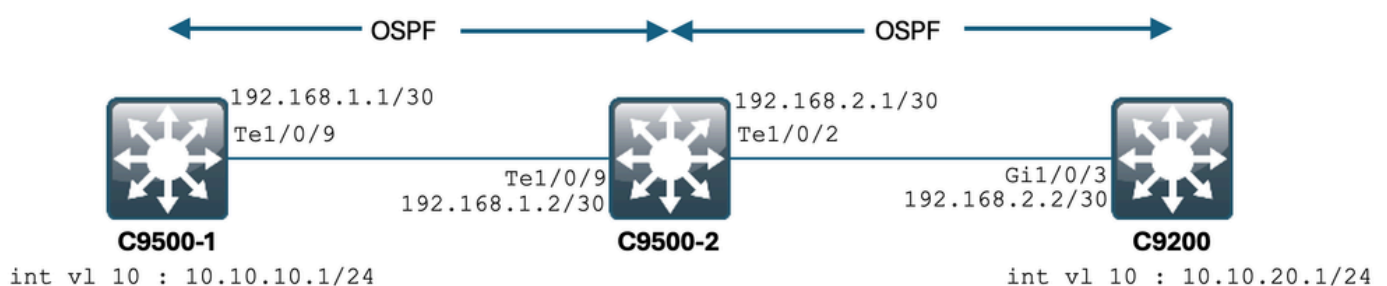 OSPF
OSPF
192.168.1.1/30
Te1/0/9
Te1/0/9
192.168.1.2/30
192.168.2.1/30
Te1/0/2
Gi1/0/3
192.168.2.2/30
C9500-1
C9500-2
C9200
int vl 10 : 10.10.10.1/24
int vl 10 : 10.10.20.1/24